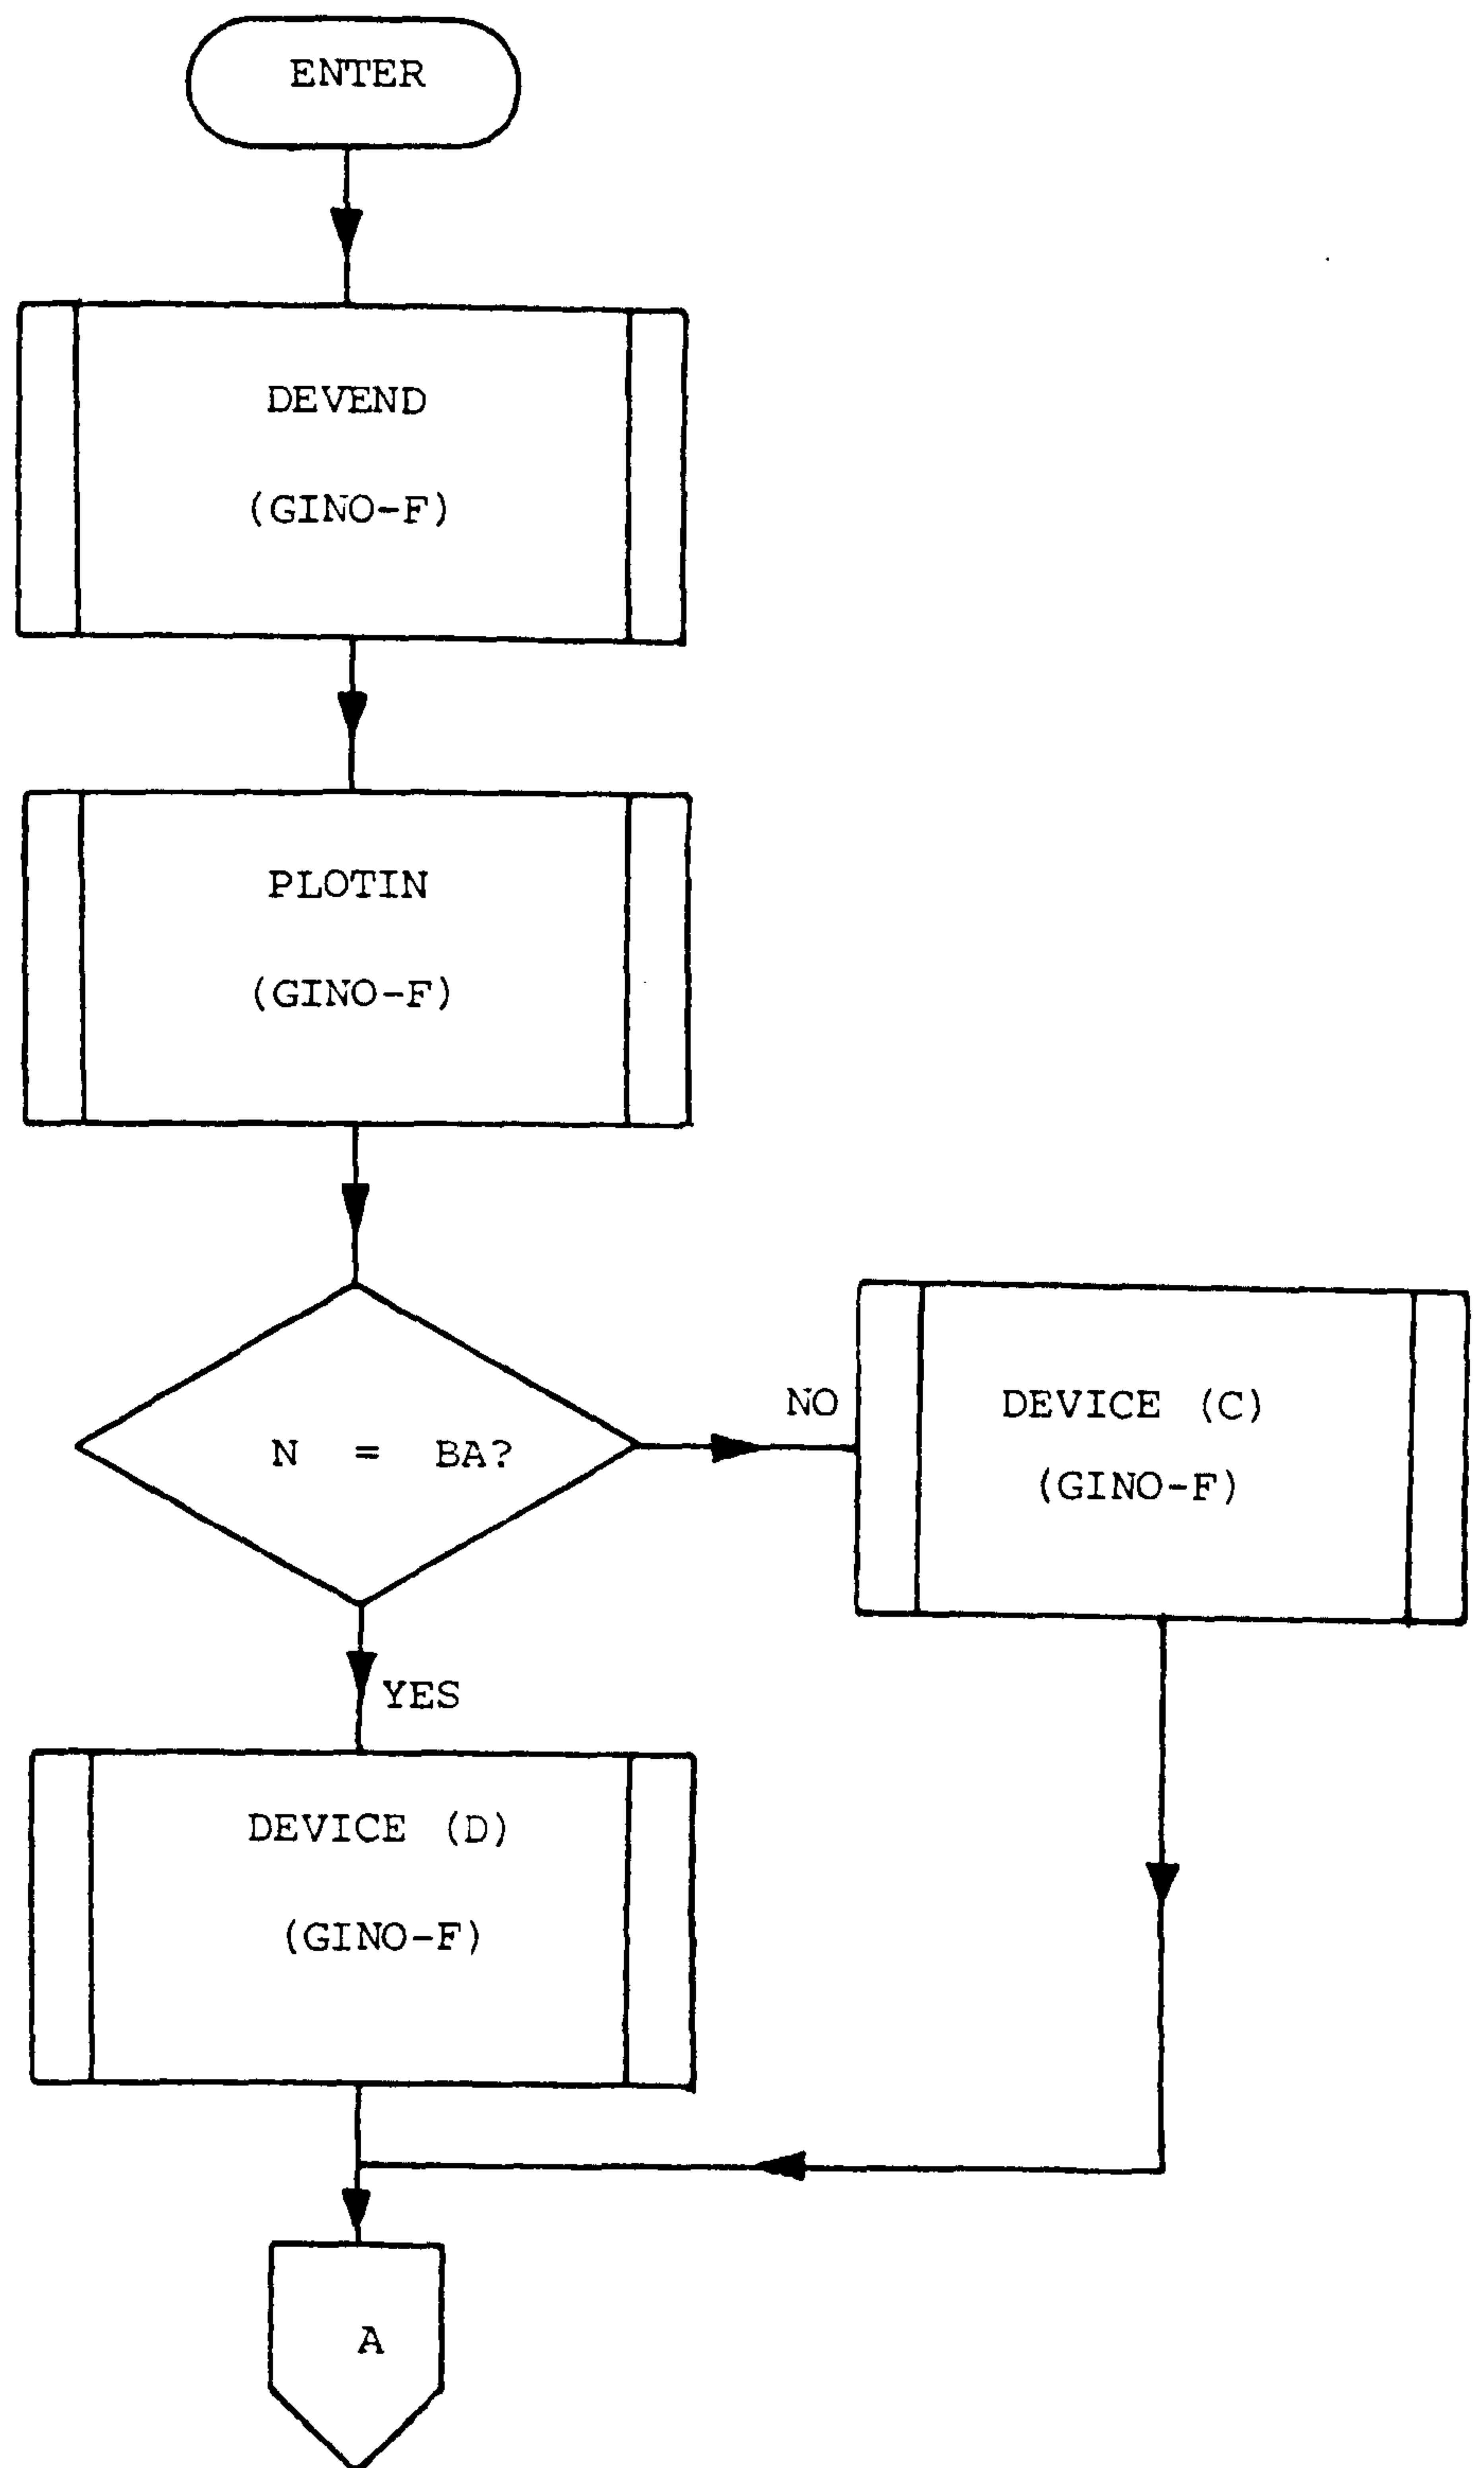 ENTER
DEVEND
(GINO-F)
PLOTIN
(GINO-F)
N = BA?
NO
DEVICE (C)
(GINO-F)
YES
DEVICE (D)
(GINO-F)
A